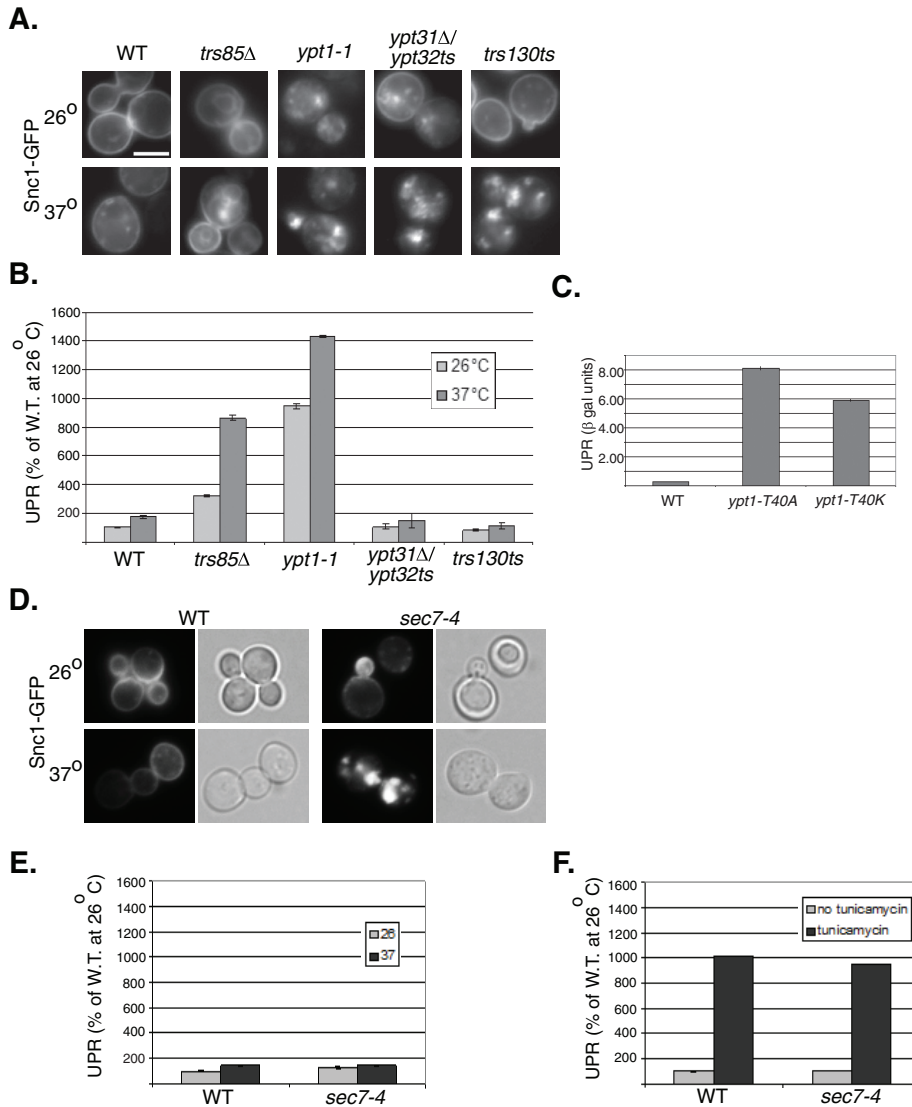 A.
WT trs85Δ ypt1-1 ypt31Δ/ypt32ts trs130ts
Snc1-GFP
26o
37o
B.
UPR (% of W.T. at 26 o C)
1600
1400
1200
1000
800
600
400
200
26°C
37°C
WT trs85Δ ypt1-1 ypt31Δ/ypt32ts trs130ts
C.
UPR (β gal units)
8.00
6.00
4.00
2.00
WT ypt1-T40A ypt1-T40K
D.
WT sec7-4
Snc1-GFP
26o
37o
E.
UPR (% of W.T. at 26 o C)
1600
1400
1200
1000
800
600
400
200
26
37
WT sec7-4
F.
UPR (% of W.T. at 26 o C)
1600
1400
1200
1000
800
600
400
200
no tunicamycin
tunicamycin
WT sec7-4